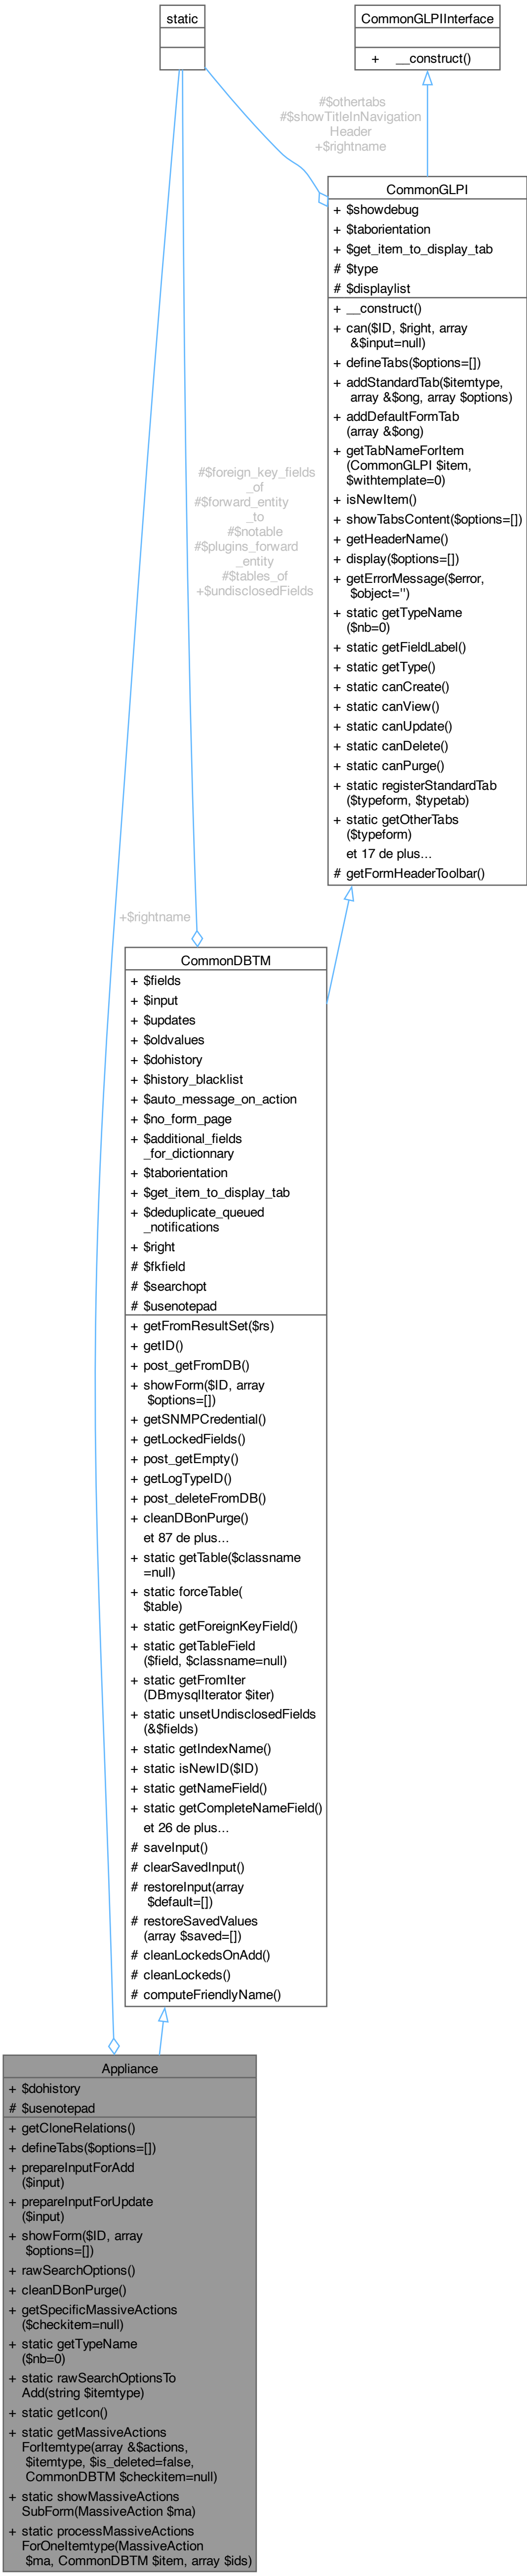 static
CommonGLPIInterface
+ __construct()
#$othertabs
#$showTitleInNavigation
Header
+$rightname
CommonGLPI
+ $showdebug
+ $taborientation
+ $get_item_to_display_tab
# $type
# $displaylist
+ __construct()
+ can($ID, $right, array
&$input=null)
+ defineTabs($options=[])
+ addStandardTab($itemtype,
array &$ong, array $options)
+ addDefaultFormTab
(array &$ong)
+ getTabNameForItem
(CommonGLPI $item,
$withtemplate=0)
+ isNewItem()
+ showTabsContent($options=[])
+ getHeaderName()
+ display($options=[])
+ getErrorMessage($error,
$object='')
+ static getTypeName
($nb=0)
+ static getFieldLabel()
+ static getType()
+ static canCreate()
+ static canView()
+ static canUpdate()
+ static canDelete()
+ static canPurge()
+ static registerStandardTab
($typeform, $typetab)
+ static getOtherTabs
($typeform)
et 17 de plus...
# getFormHeaderToolbar()
#$foreign_key_fields
_of
#$forward_entity
_to
#$notable
#$plugins_forward
_entity
#$tables_of
+$undisclosedFields
+$rightname
CommonDBTM
+ $fields
+ $input
+ $updates
+ $oldvalues
+ $dohistory
+ $history_blacklist
+ $auto_message_on_action
+ $no_form_page
+ $additional_fields
_for_dictionnary
+ $taborientation
+ $get_item_to_display_tab
+ $deduplicate_queued
_notifications
+ $right
# $fkfield
# $searchopt
# $usenotepad
+ getFromResultSet($rs)
+ getID()
+ post_getFromDB()
+ showForm($ID, array
$options=[])
+ getSNMPCredential()
+ getLockedFields()
+ post_getEmpty()
+ getLogTypeID()
+ post_deleteFromDB()
+ cleanDBonPurge()
et 87 de plus...
+ static getTable($classname
=null)
+ static forceTable(
$table)
+ static getForeignKeyField()
+ static getTableField
($field, $classname=null)
+ static getFromIter
(DBmysqlIterator $iter)
+ static unsetUndisclosedFields
(&$fields)
+ static getIndexName()
+ static isNewID($ID)
+ static getNameField()
+ static getCompleteNameField()
et 26 de plus...
# saveInput()
# clearSavedInput()
# restoreInput(array
$default=[])
# restoreSavedValues
(array $saved=[])
# cleanLockedsOnAdd()
# cleanLockeds()
# computeFriendlyName()
Appliance
+ $dohistory
# $usenotepad
+ getCloneRelations()
+ defineTabs($options=[])
+ prepareInputForAdd
($input)
+ prepareInputForUpdate
($input)
+ showForm($ID, array
$options=[])
+ rawSearchOptions()
+ cleanDBonPurge()
+ getSpecificMassiveActions
($checkitem=null)
+ static getTypeName
($nb=0)
+ static rawSearchOptionsTo
Add(string $itemtype)
+ static getIcon()
+ static getMassiveActions
ForItemtype(array &$actions,
$itemtype, $is_deleted=false,
CommonDBTM $checkitem=null)
+ static showMassiveActions
SubForm(MassiveAction $ma)
+ static processMassiveActions
ForOneItemtype(MassiveAction
$ma, CommonDBTM $item, array $ids)